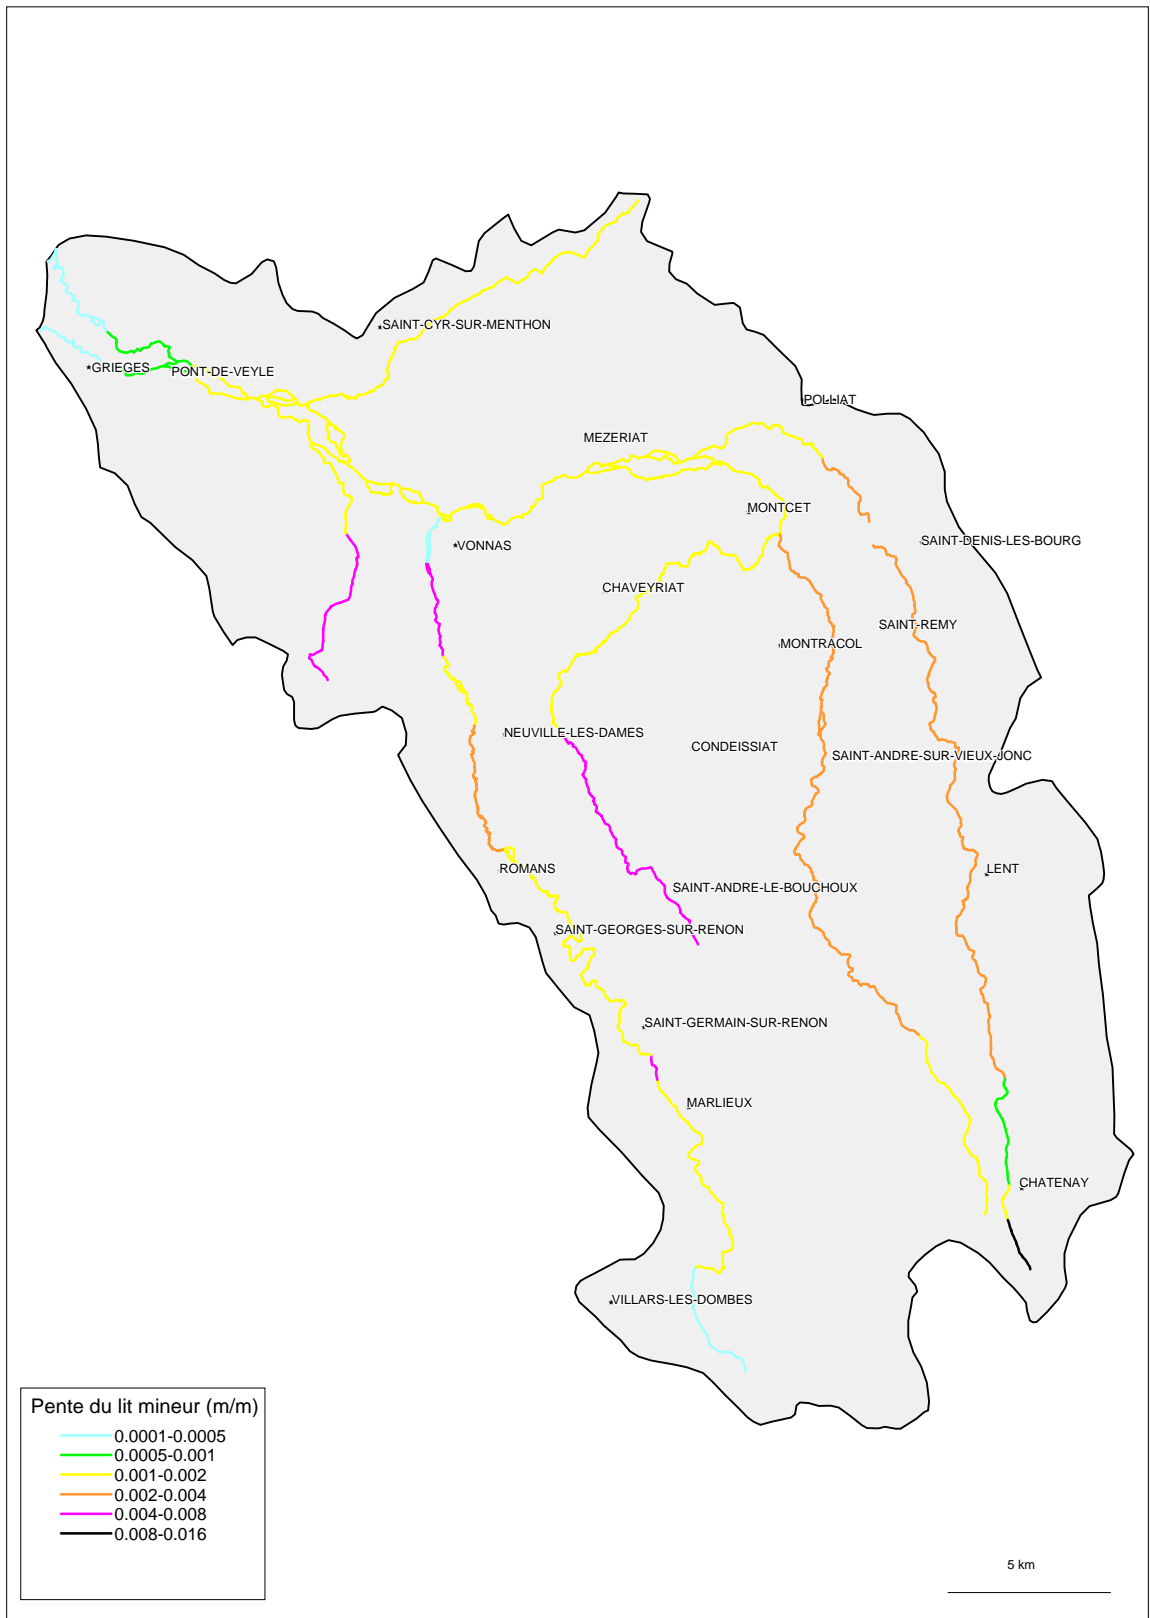 SAINT-CYR-SUR-MENTHON
GRIEGES
PONT-DE-VEYLE
POLLIAT
MEZERIAT
MONTCET
SAINT-DENIS-LES-BOURG
VONNAS
CHAVEYRIAT
SAINT-REMY
MONTRACOL
NEUVILLE-LES-DAMES
CONDEISSIAT
SAINT-ANDRE-SUR-VIEUX-JONC
ROMANS
LENT
SAINT-ANDRE-LE-BOUCHOUX
SAINT-GEORGES-SUR-RENON
SAINT-GERMAIN-SUR-RENON
MARLIEUX
CHATENAY
VILLARS-LES-DOMBES
Pente du lit mineur (m/m)
0.0001-0.0005
0.0005-0.001
0.001-0.002
0.002-0.004
0.004-0.008
0.008-0.016
5 km